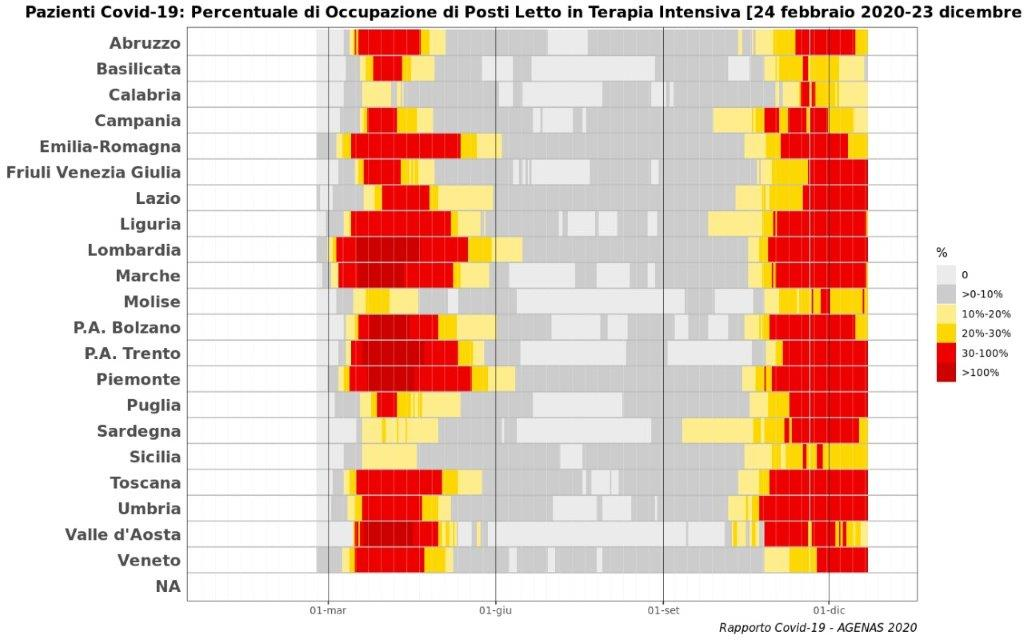 Pazienti Covid-19: Percentuale di Occupazione di Posti Letto in Terapia Intensiva [24 febbraio 2020-23 dicembre
Abruzzo
Basilicata
Calabria
Campania
Emilia-Romagna
Friuli Venezia Giulia
Lazio
Liguria
Lombardia
Marche
Molise
P.A. Bolzano
P.A. Trento
Piemonte
Puglia
Sardegna
Sicilia
Toscana
Umbria
Valle d'Aosta
Veneto
NA
%
0
>0-10%
10%-20%
20%-30%
30-100%
>100%
01-mar 01-giu 01-set 01-dic
Rapporto Covid-19 - AGENAS 2020